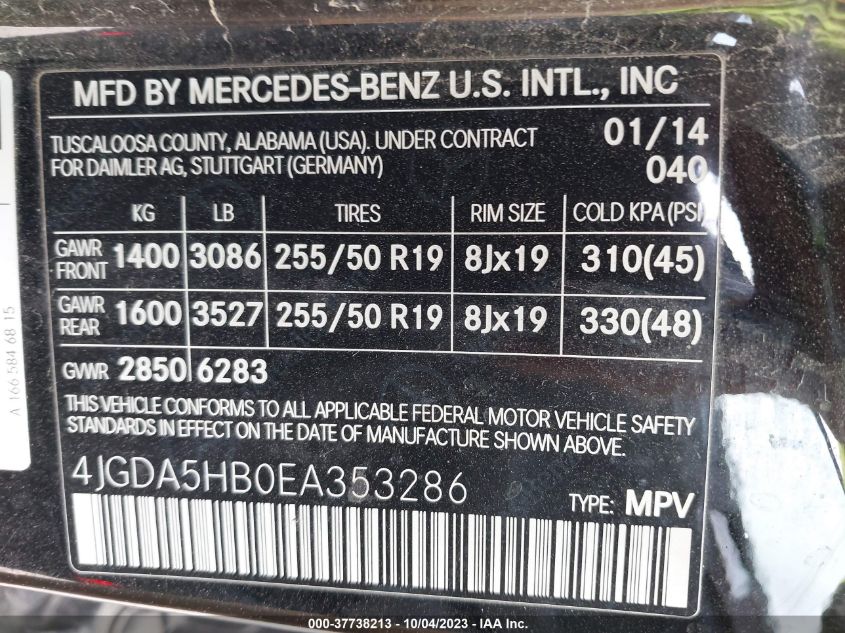 MFD BY MERCEDES-BENZ U.S. INTL., INC
TUSCALOOSA COUNTY, ALABAMA (USA). UNDER CONTRACT
FOR DAIMLER AG, STUTTGART (GERMANY)
01/14
040
KG LB TIRES RIM SIZE COLD KPA(PSI)
GAWR FRONT 1400 3086 255/50 R19 8Jx19 310(45)
GAWR REAR 1600 3527 255/50 R19 8Jx19 330(48)
GVWR 2850 6283
THIS VEHICLE CONFORMS TO ALL APPLICABLE FEDERAL MOTOR VEHICLE SAFETY
STANDARDS IN EFFECT ON THE DATE OF MANUFACTURE SHOWN ABOVE.
4JGDA5HB0EA353286
TYPE: MPV
A 166 584 68 15
000-37738213 - 10/04/2023 - IAA Inc.